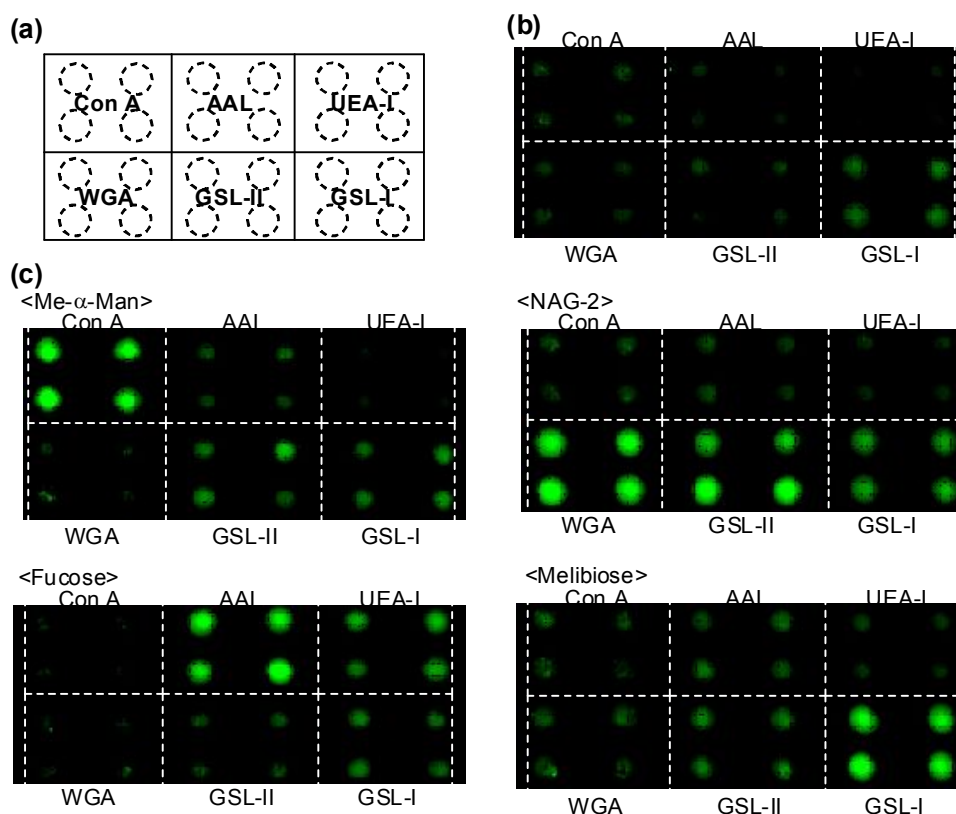 (a)
Con A AAL UEA-I
WGA GSL-II GSL-I
(b)
Con A AAL UEA-I
WGA GSL-II GSL-I
(c)
<Me-α-Man>
Con A AAL UEA-I
WGA GSL-II GSL-I
<NAG-2>
Con A AAL UEA-I
WGA GSL-II GSL-I
<Fucose>
Con A AAL UEA-I
WGA GSL-II GSL-I
<Melibiose>
Con A AAL UEA-I
WGA GSL-II GSL-I